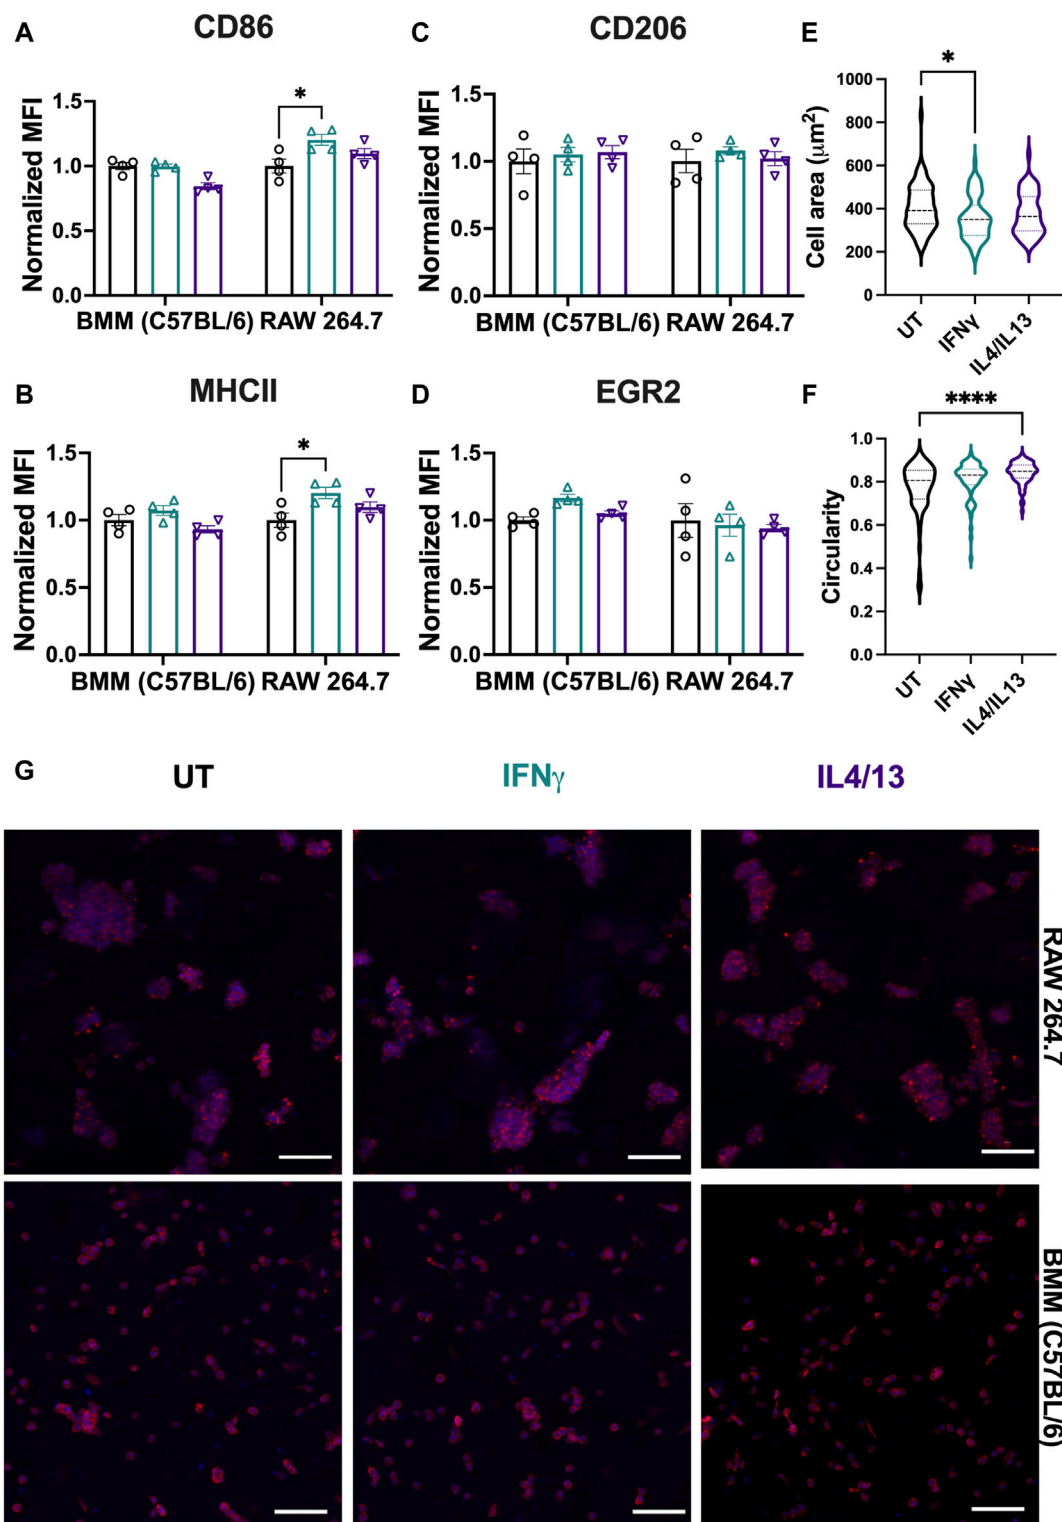 A
CD86
Normalized MFI
1.5
1.0
0.5
0.0
*
BMM (C57BL/6) RAW 264.7
C
CD206
Normalized MFI
1.5
1.0
0.5
0.0
BMM (C57BL/6) RAW 264.7
E
Cell area (μm²)
1000
800
600
400
200
0
*
UT
IFNγ
IL4/IL13
B
MHCII
Normalized MFI
1.5
1.0
0.5
0.0
*
BMM (C57BL/6) RAW 264.7
D
EGR2
Normalized MFI
1.5
1.0
0.5
0.0
BMM (C57BL/6) RAW 264.7
F
Circularity
1.0
0.8
0.6
0.4
0.2
0.0
****
UT
IFNγ
IL4/IL13
G
UT
IFNγ
IL4/13
RAW 264.7
BMM (C57BL/6)